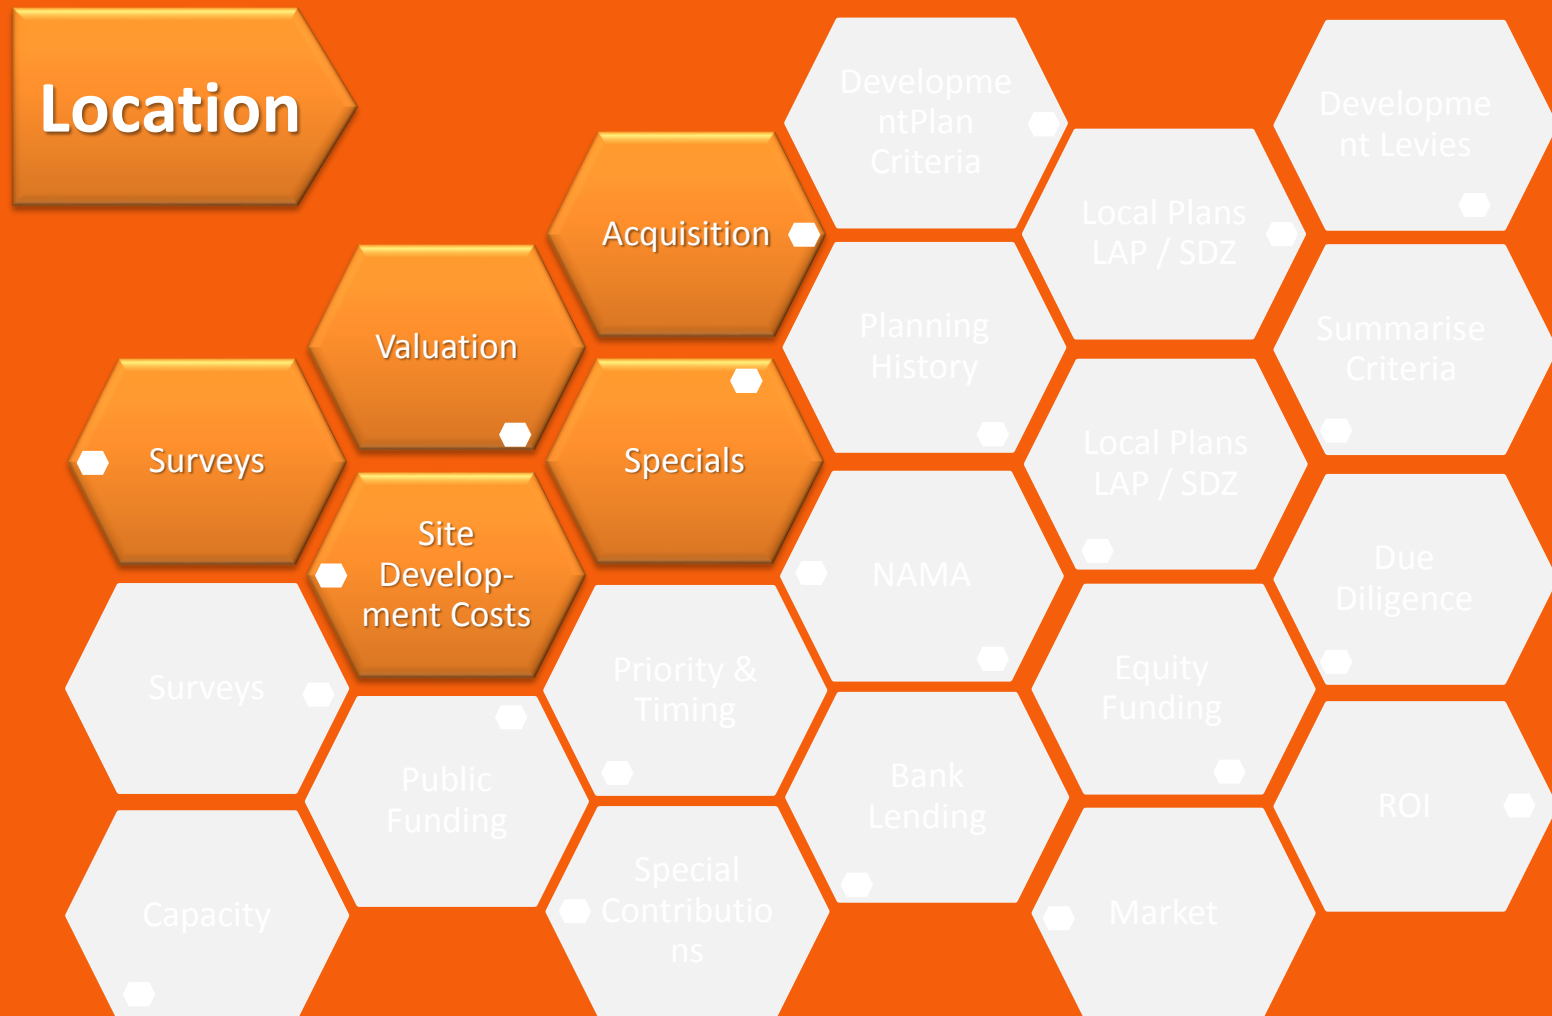 Location
Acquisition
Valuation
Surveys
Specials
Site
Develop-
ment Costs
Developme
ntPlan
Criteria
Developme
nt Levies
Local Plans
LAP / SDZ
Planning
History
Summarise
Criteria
Local Plans
LAP / SDZ
NAMA
Due
Diligence
Surveys
Priority &
Timing
Equity
Funding
Public
Funding
Bank
Lending
ROI
Capacity
Special
Contributio
ns
Market